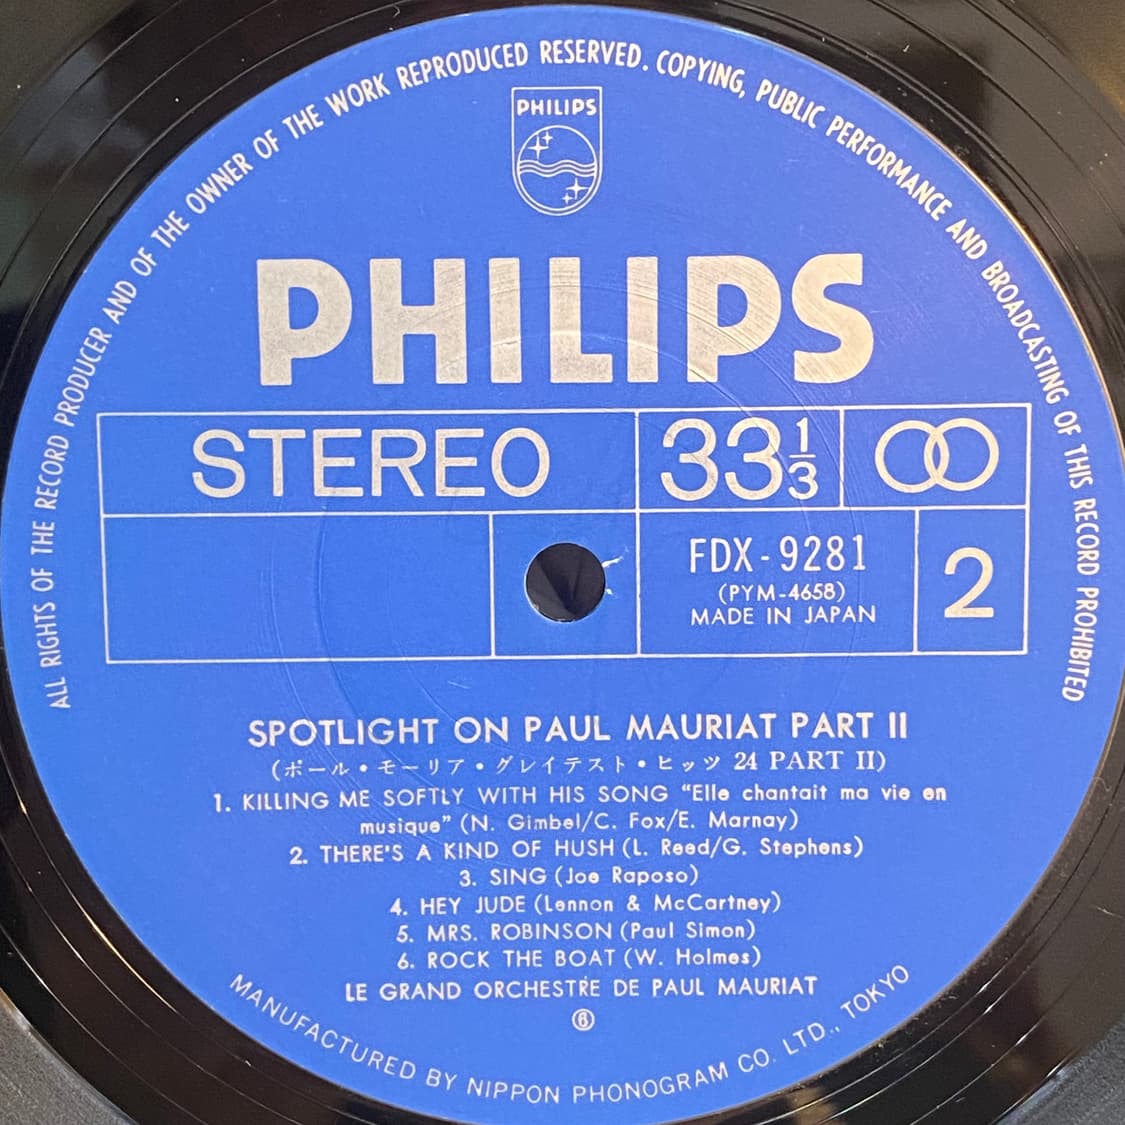 ALL RIGHTS OF THE RECORD PRODUCER AND OF THE OWNER OF THE WORK REPRODUCED RESERVED. COPYING, PUBLIC PERFORMANCE AND BROADCASTING OF THIS RECORD PROHIBITED
PHILIPS
PHILIPS
STEREO 33 1/3
FDX-9281
(PYM-4658)
MADE IN JAPAN
2
SPOTLIGHT ON PAUL MAURIAT PART II
(ポール・モーリア・グレイテスト・ヒッツ 24 PART II)
1. KILLING ME SOFTLY WITH HIS SONG "Elle chantait ma vie en
musique" (N. Gimbel/C. Fox/E. Marnay)
2. THERE'S A KIND OF HUSH (L. Reed/G. Stephens)
3. SING (Joe Raposo)
4. HEY JUDE (Lennon & McCartney)
5. MRS. ROBINSON (Paul Simon)
6. ROCK THE BOAT (W. Holmes)
LE GRAND ORCHESTRE DE PAUL MAURIAT
MANUFACTURED BY NIPPON PHONOGRAM CO. LTD., TOKYO